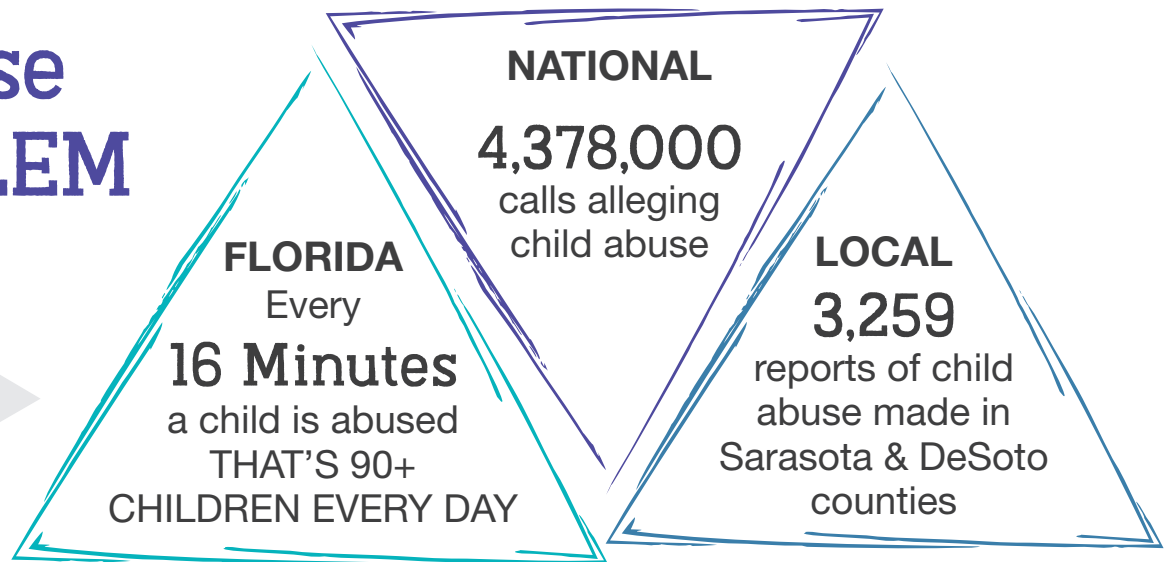 se
LEM
NATIONAL
4,378,000
calls alleging
child abuse
FLORIDA
Every
16 Minutes
a child is abused
THAT'S 90+
CHILDREN EVERY DAY
LOCAL
3,259
reports of child
abuse made in
Sarasota & DeSoto
counties